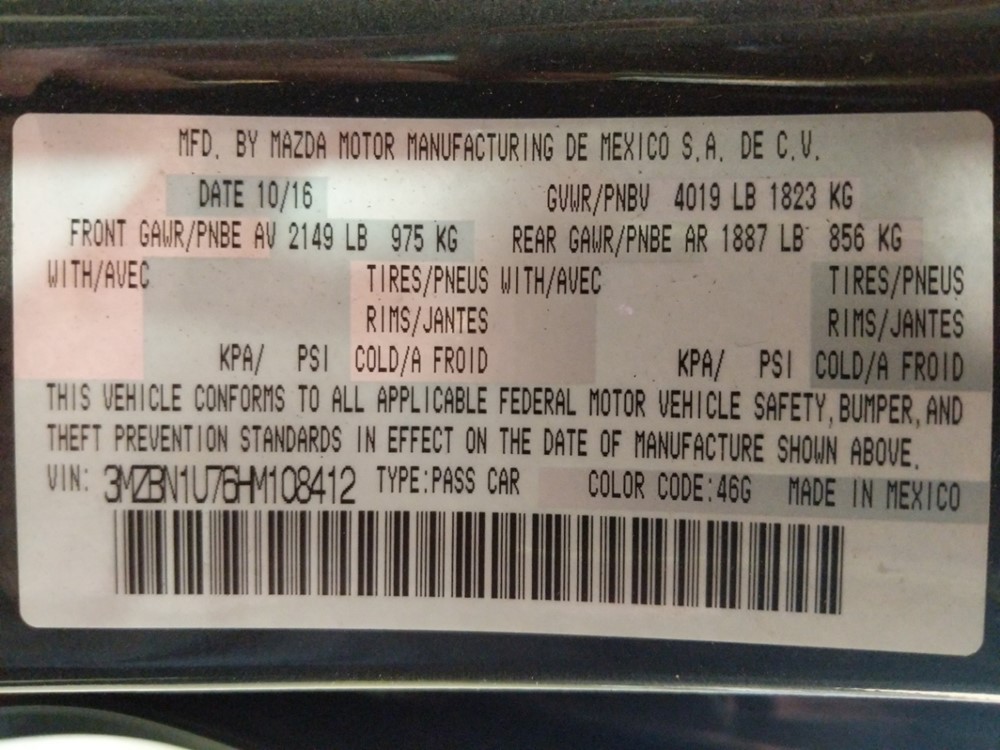 MFD. BY MAZDA MOTOR MANUFACTURING DE MEXICO S.A. DE C.V.
DATE 10/16 GVWR/PNBV 4019 LB 1823 KG
FRONT GAWR/PNBE AV 2149 LB 975 KG REAR GAWR/PNBE AR 1887 LB 856 KG
WITH/AVEC TIRES/PNEUS WITH/AVEC TIRES/PNEUS
RIMS/JANTES RIMS/JANTES
KPA/ PSI COLD/A FROID KPA/ PSI COLD/A FROID
THIS VEHICLE CONFORMS TO ALL APPLICABLE FEDERAL MOTOR VEHICLE SAFETY, BUMPER, AND
THEFT PREVENTION STANDARDS IN EFFECT ON THE DATE OF MANUFACTURE SHOWN ABOVE.
VIN: 3MZBN1U76HM108412 TYPE:PASS CAR COLOR CODE:46G MADE IN MEXICO